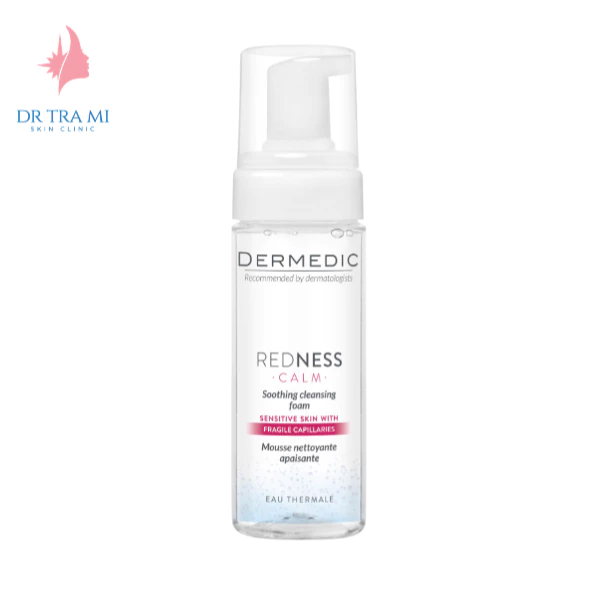 DR TRA MI
SKIN CLINIC
DERMEDIC
Recommended by dermatologists
REDNESS
·CALM·
Soothing cleansing
foam
SENSITIVE SKIN WITH
FRAGILE CAPILLARIES
Mousse nettoyante
apaisante
EAU THERMALE